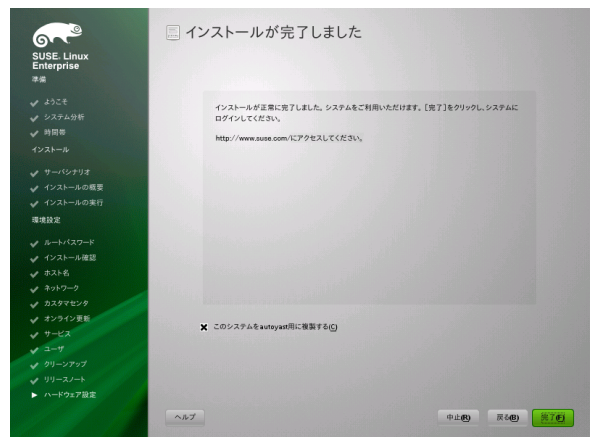 SUSE. Linux
Enterprise
準備
ようこそ
システム分析
時間帯
インストール
サーバシナリオ
インストールの概要
インストールの実行
環境設定
ルートパスワード
インストール確認
ホスト名
ネットワーク
カスタマセンタ
オンライン更新
サービス
ユーザ
クリーンアップ
リリースノート
ハードウェア設定
インストールが完了しました
インストールが正常に完了しました。システムをご利用いただけます。[完了]をクリックし、システムに
ログインしてください。
http://www.suse.com/にアクセスしてください。
このシステムをautoyast用に複製する(C)
ヘルプ
中止(R)
戻る(B)
完了(F)